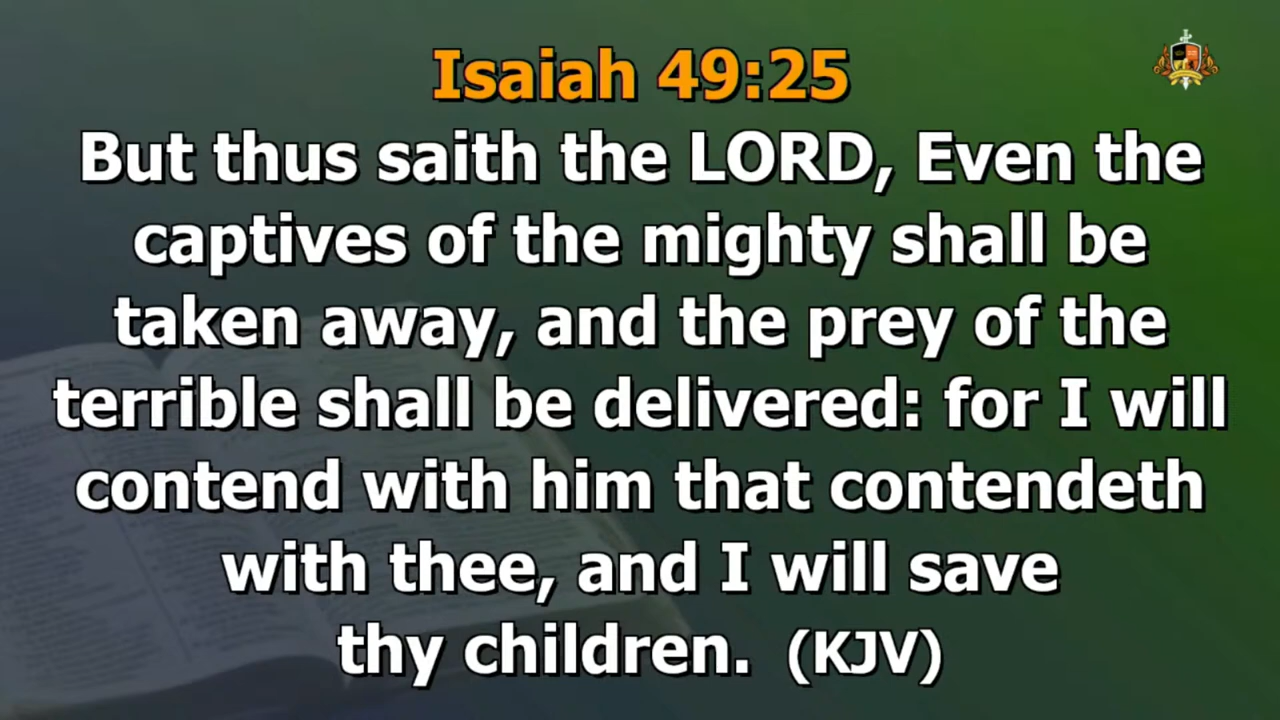 Isaiah 49:25
But thus saith the LORD, Even the
captives of the mighty shall be
taken away, and the prey of the
terrible shall be delivered: for I will
contend with him that contendeth
with thee, and I will save
thy children. (KJV)